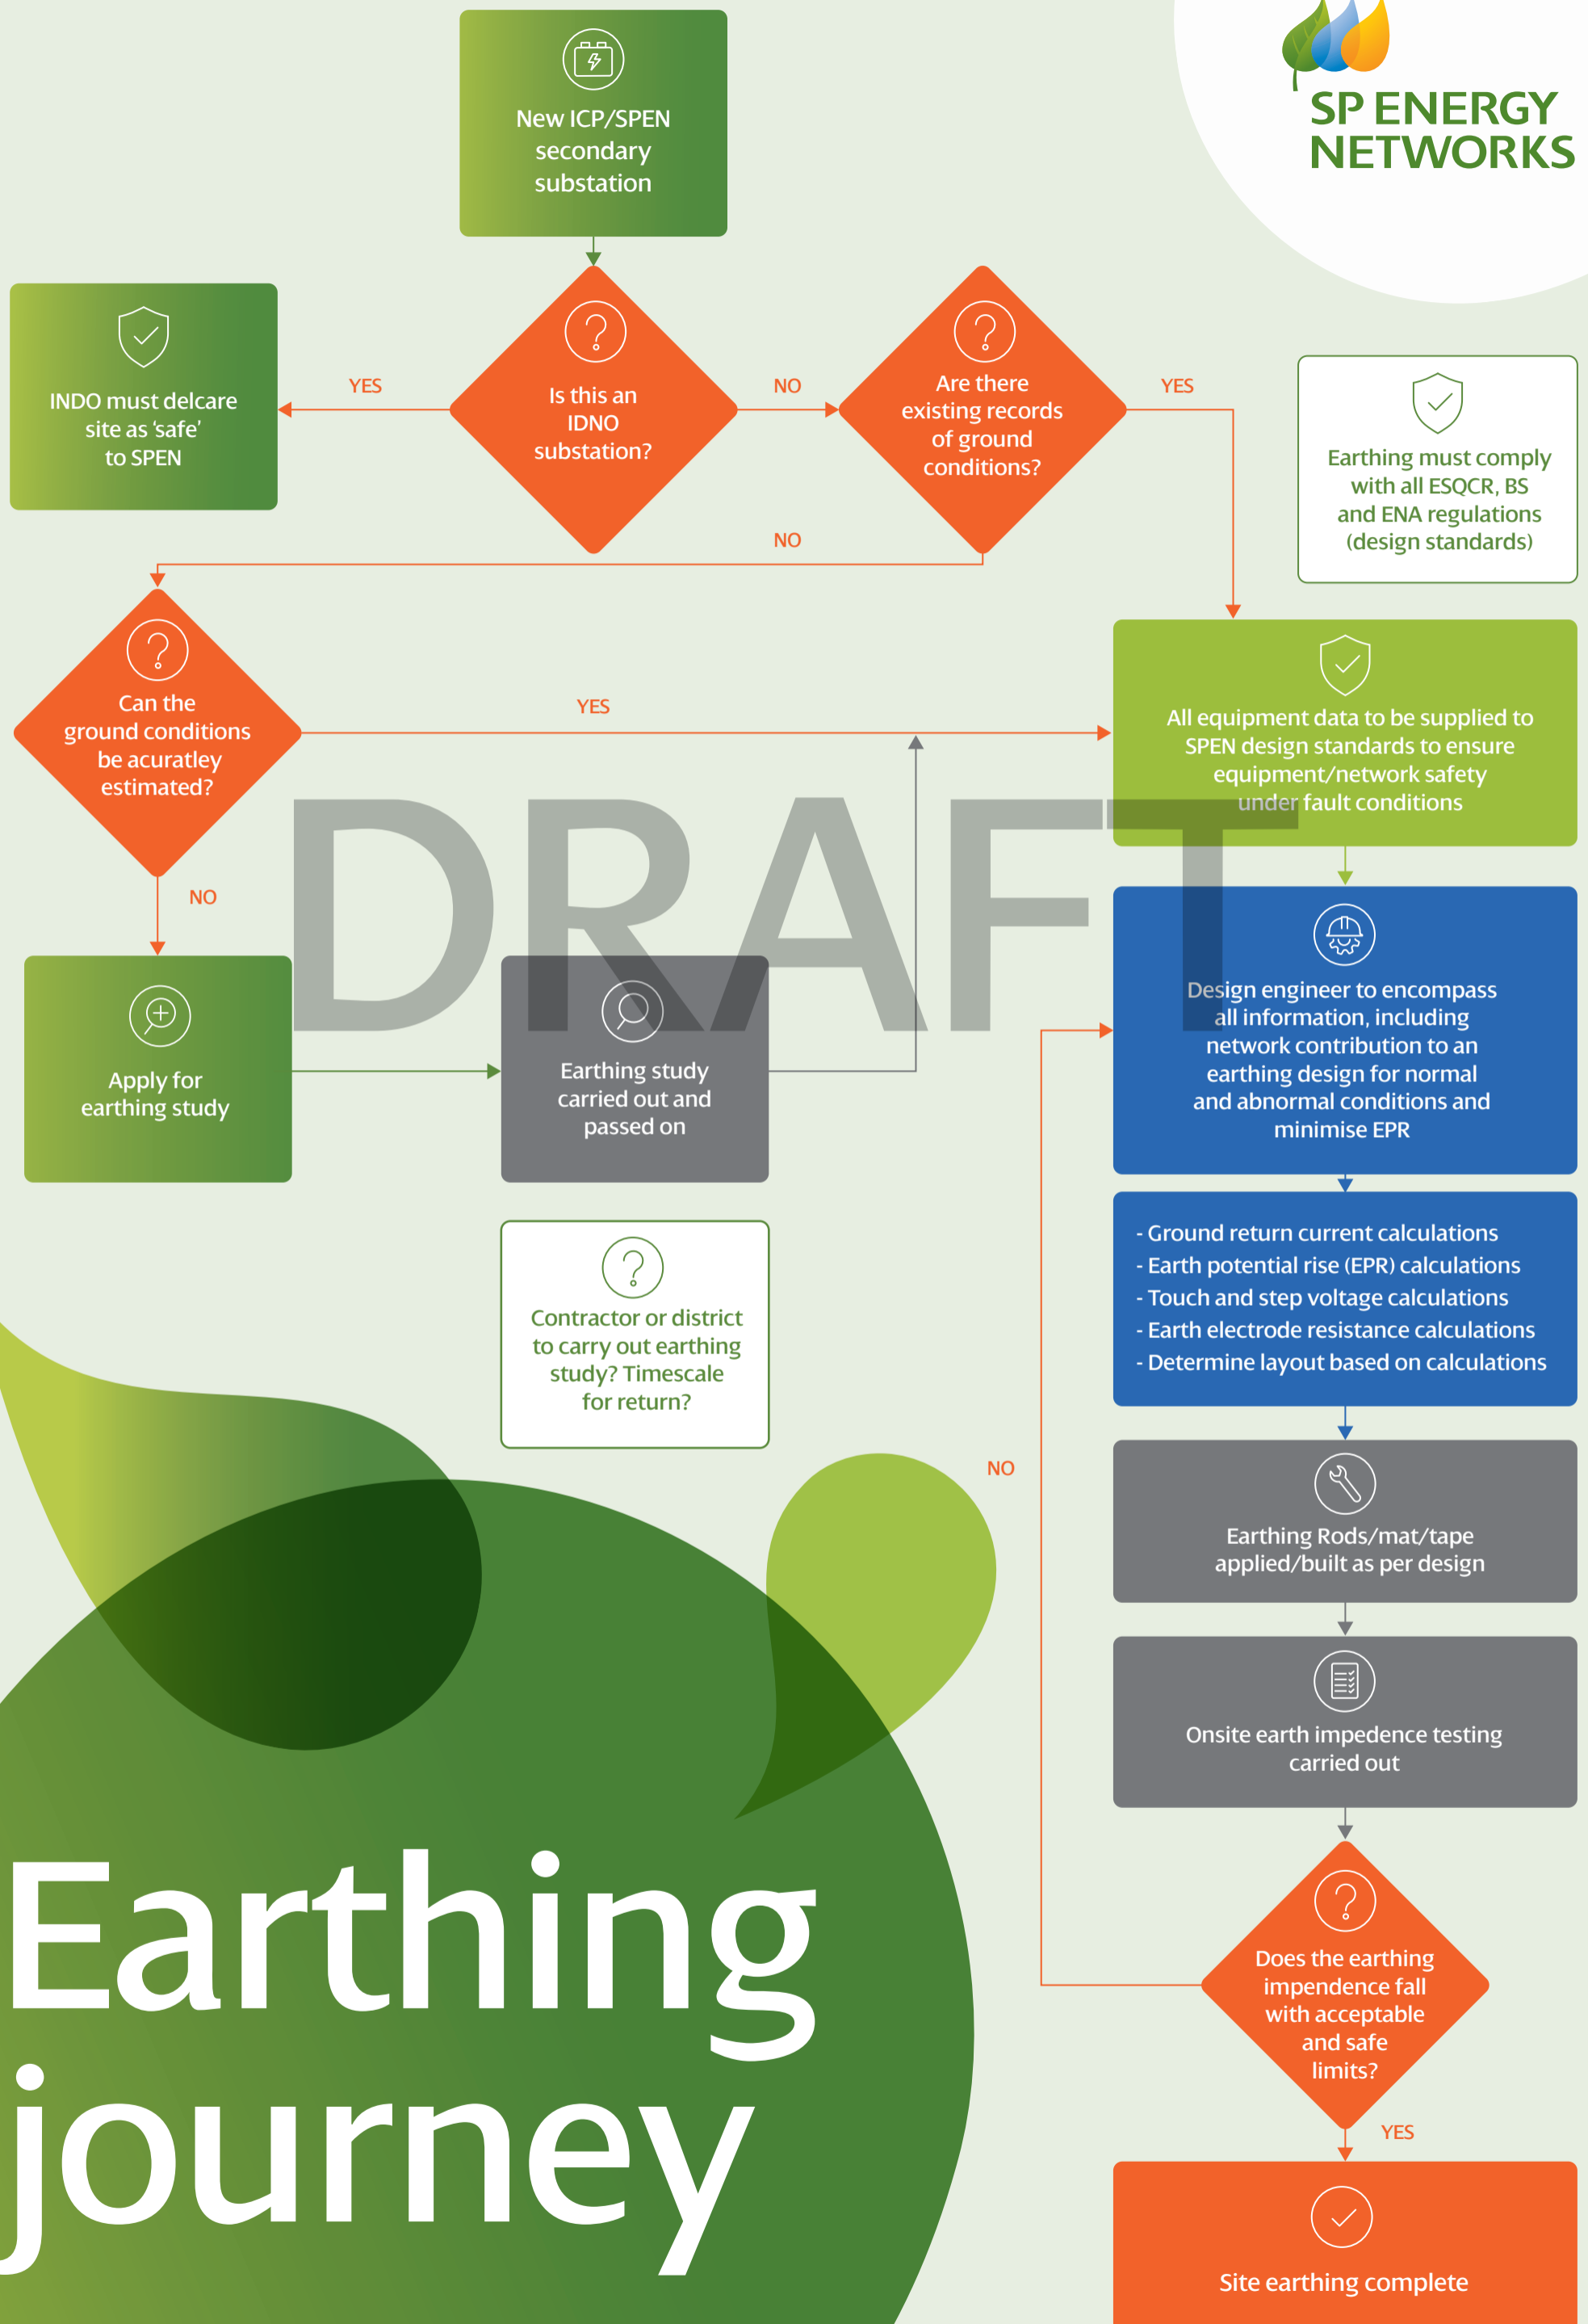 SP ENERGY
NETWORKS
New ICP/SPEN
secondary
substation
INDO must delcare
site as ‘safe’
to SPEN
YES
Is this an
IDNO
substation?
NO
Are there
existing records
of ground
conditions?
YES
Earthing must comply
with all ESQCR, BS
and ENA regulations
(design standards)
NO
Can the
ground conditions
be acuratley
estimated?
YES
All equipment data to be supplied to
SPEN design standards to ensure
equipment/network safety
under fault conditions
NO
DRAFT
Apply for
earthing study
Earthing study
carried out and
passed on
Design engineer to encompass
all information, including
network contribution to an
earthing design for normal
and abnormal conditions and
minimise EPR
Contractor or district
to carry out earthing
study? Timescale
for return?
- Ground return current calculations
- Earth potential rise (EPR) calculations
- Touch and step voltage calculations
- Earth electrode resistance calculations
- Determine layout based on calculations
NO
Earthing Rods/mat/tape
applied/built as per design
Onsite earth impedence testing
carried out
Does the earthing
impendence fall
with acceptable
and safe
limits?
YES
Site earthing complete
Earthing
journey